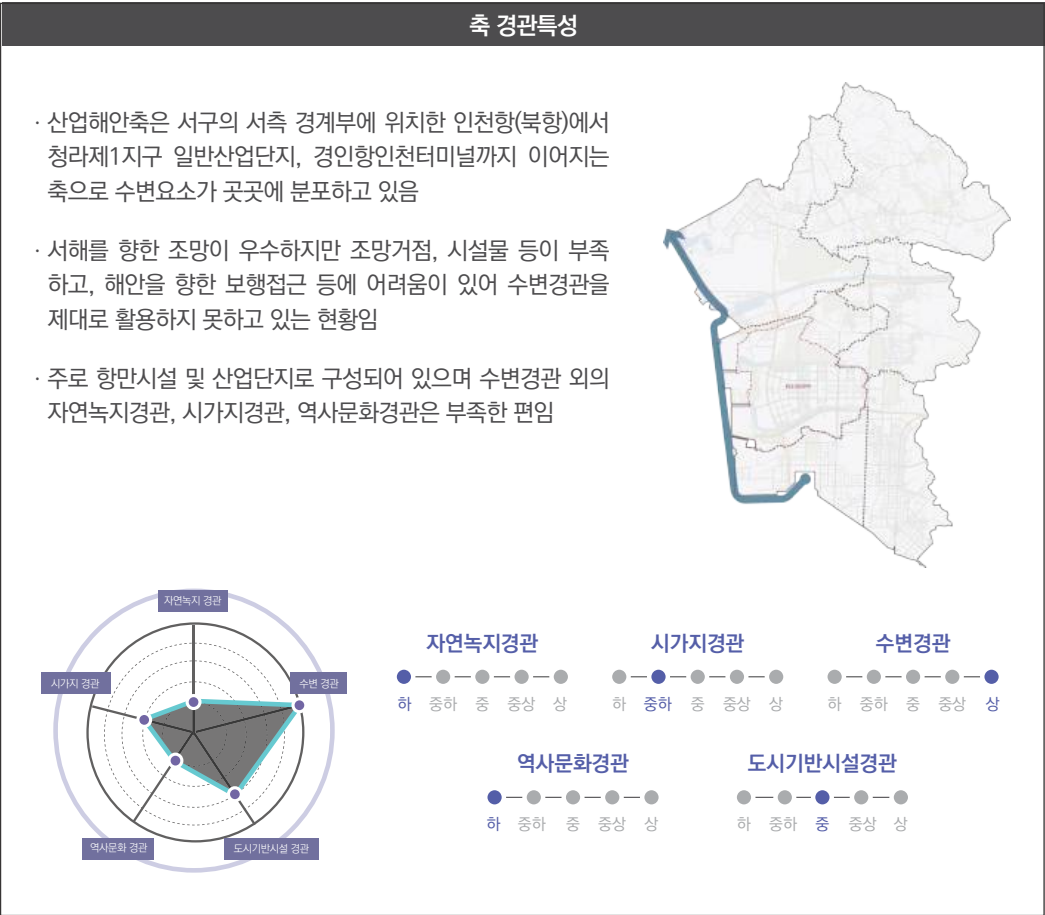 축 경관특성
· 산업해안축은 서구의 서측 경계부에 위치한 인천항(북항)에서
청라제1지구 일반산업단지, 경인항인천터미널까지 이어지는
축으로 수변요소가 곳곳에 분포하고 있음
· 서해를 향한 조망이 우수하지만 조망거점, 시설물 등이 부족
하고, 해안을 향한 보행접근 등에 어려움이 있어 수변경관을
제대로 활용하지 못하고 있는 현황임
· 주로 항만시설 및 산업단지로 구성되어 있으며 수변경관 외의
자연녹지경관, 시가지경관, 역사문화경관은 부족한 편임
자연녹지 경관
시가지 경관
수변 경관
역사문화 경관
도시기반시설 경관
자연녹지경관
하 중하 중 중상 상
시가지경관
하 중하 중 중상 상
수변경관
하 중하 중 중상 상
역사문화경관
하 중하 중 중상 상
도시기반시설경관
하 중하 중 중상 상